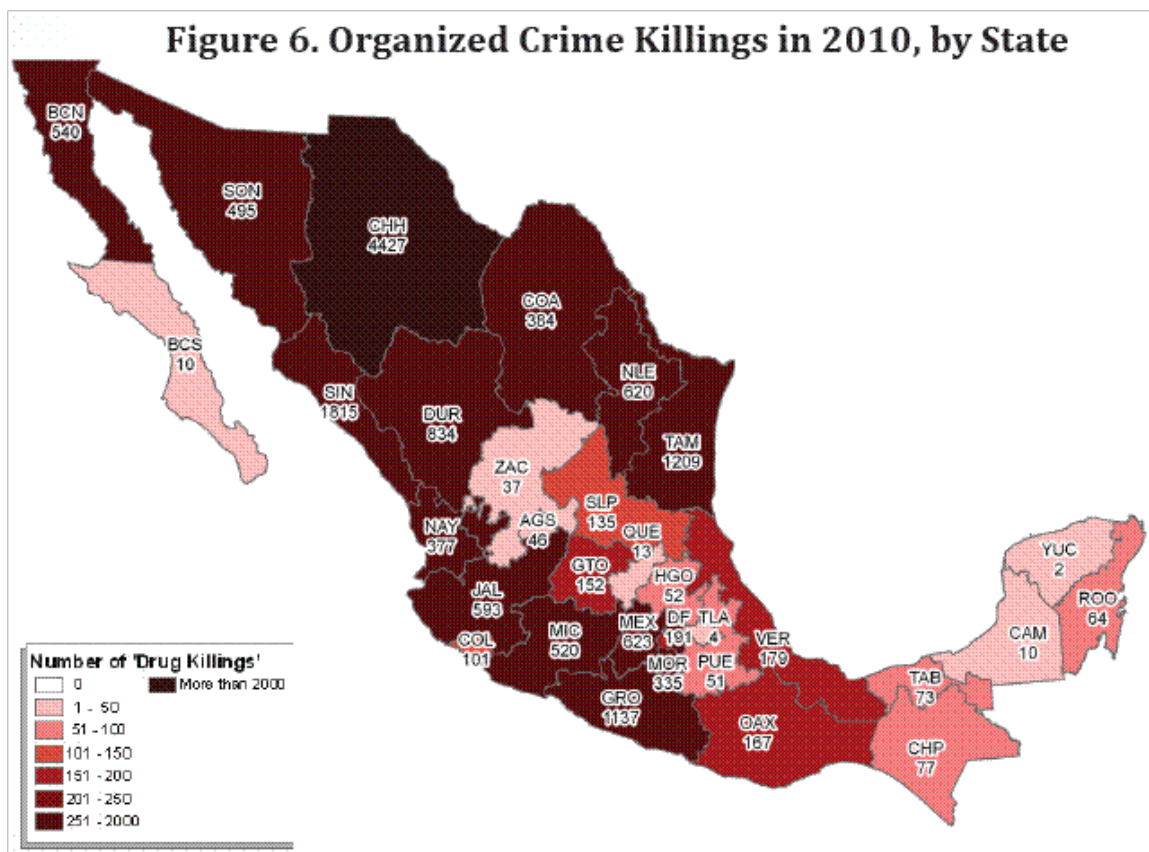 Figure 6. Organized Crime Killings in 2010, by State
BCN
540
SON
495
CHH
4427
COA
384
BCS
10
SIN
1815
DUR
834
NLE
620
TAM
1209
ZAC
37
SLP
135
AGS
46
QUE
13
NAY
377
GTO
152
HGO
52
JAL
593
MEX
623
DF
191
TLA
4
COL
101
MIC
520
MOR
335
PUE
51
VER
179
GRO
1137
OAX
167
YUC
2
ROO
64
CAM
10
TAB
73
CHP
77
Number of 'Drug Killings'
0
More than 2000
1 - 50
51 - 100
101 - 150
151 - 200
201 - 250
251 - 2000